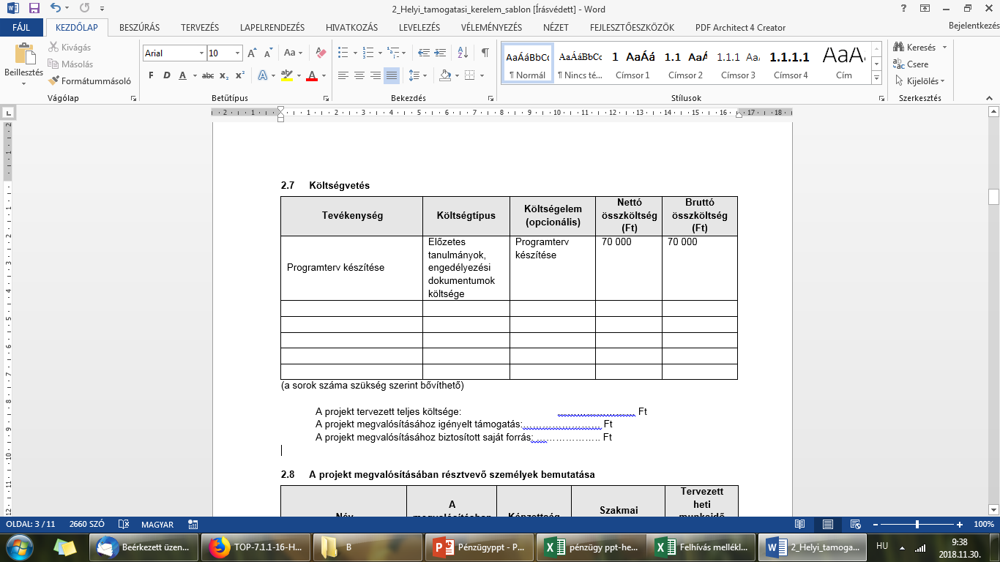 2_Helyi_tamogatasi_kerelem_sablon [Írásvédett] - Word
FÁJL KEZDŐLAP BESZÚRÁS TERVEZÉS LAPELRENDEZÉS HIVATKOZÁS LEVELEZÉS VÉLEMÉNYEZÉS NÉZET FEJLESZTŐESZKÖZÖK PDF Architect 4 Creator Bejelentkezés
Beillesztés
Kivágás
Másolás
Formátummásoló
Vágólap
Arial 10
F D A abc x₂ x²
Betűtípus
Bekezdés
AaÁáBbCc AaÁáBbCc 1 AaÁá 1.1 AaÁ 1.1.1 AaÁ 1.1.1.1 AaA
¶ Normál ¶ Nincs té... Címsor 1 Címsor 2 Címsor 3 Címsor 4 Cím
Stílusok
Keresés
Csere
Kijelölés
Szerkesztés
2 1 1 2 3 4 5 6 7 8 9 10 11 12 13 14 15 16 17 18
2.7 Költségvetés
Tevékenység
Költségtípus
Költségelem
(opcionális)
Nettó
összköltség
(Ft)
Bruttó
összköltség
(Ft)
Programterv készítése
Előzetes
tanulmányok,
engedélyezési
dokumentumok
költsége
Programterv
készítése
70 000
70 000
(a sorok száma szükség szerint bővíthető)
A projekt tervezett teljes költsége: ........................ Ft
A projekt megvalósításához igényelt támogatás:........................ Ft
A projekt megvalósításához biztosított saját forrás: ………………….. Ft
2.8 A projekt megvalósításában résztvevő személyek bemutatása
Név
A
megvalósításban
Képzettség
Szakmai
Tervezett
heti
munkaidő
OLDAL: 3 / 11 2660 SZÓ MAGYAR 100%
Beérkezett üzen...
TOP-7.1.1-16-H...
B
Pénzügyppt - P...
pénzügy ppt-he...
Felhívás mellékl...
2_Helyi_tamoga...
HU
9:38
2018.11.30.